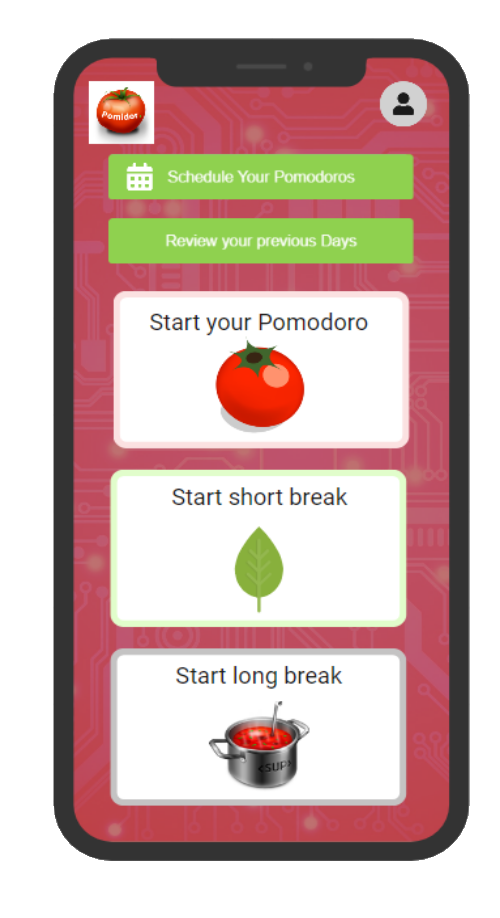 Pomidor
Schedule Your Pomodoros
Review your previous Days
Start your Pomodoro
Start short break
Start long break
<SUP>